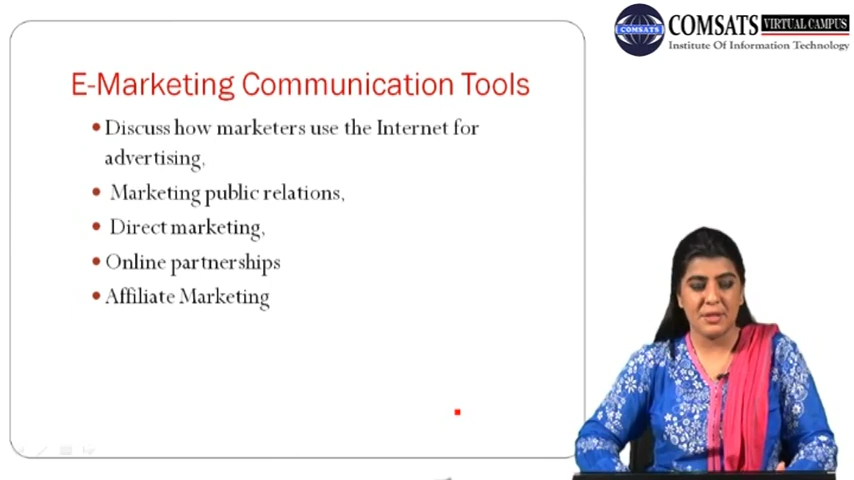 COMSATS VIRTUAL CAMPUS
COMSATS
Institute Of Information Technology
E-Marketing Communication Tools
• Discuss how marketers use the Internet for
advertising,
• Marketing public relations,
• Direct marketing,
• Online partnerships
• Affiliate Marketing